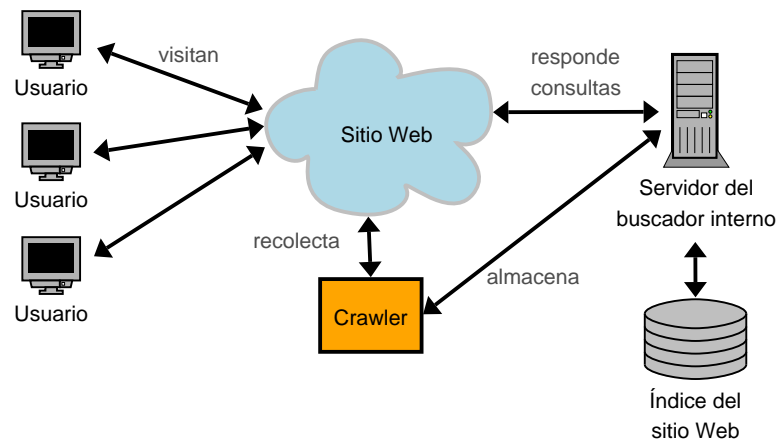 visitan
responde
consultas
Usuario
Sitio Web
Usuario
Servidor del
buscador interno
recolecta
almacena
Usuario
Crawler
Índice del
sitio Web